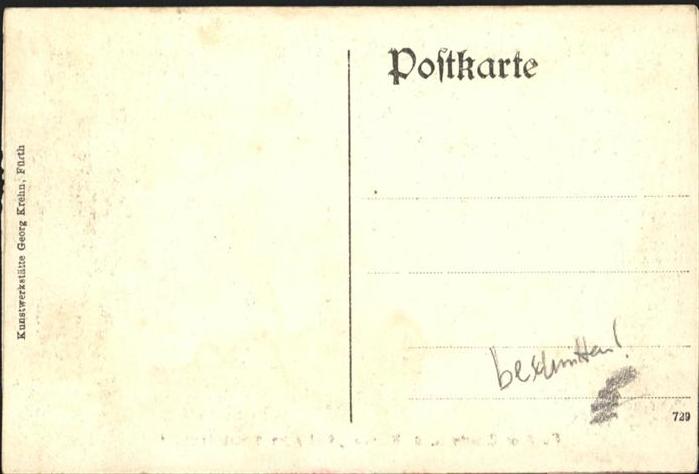 Poſtkarte
Kunstwerkstätte Georg Krehn, Fürth
beschnitten!
729